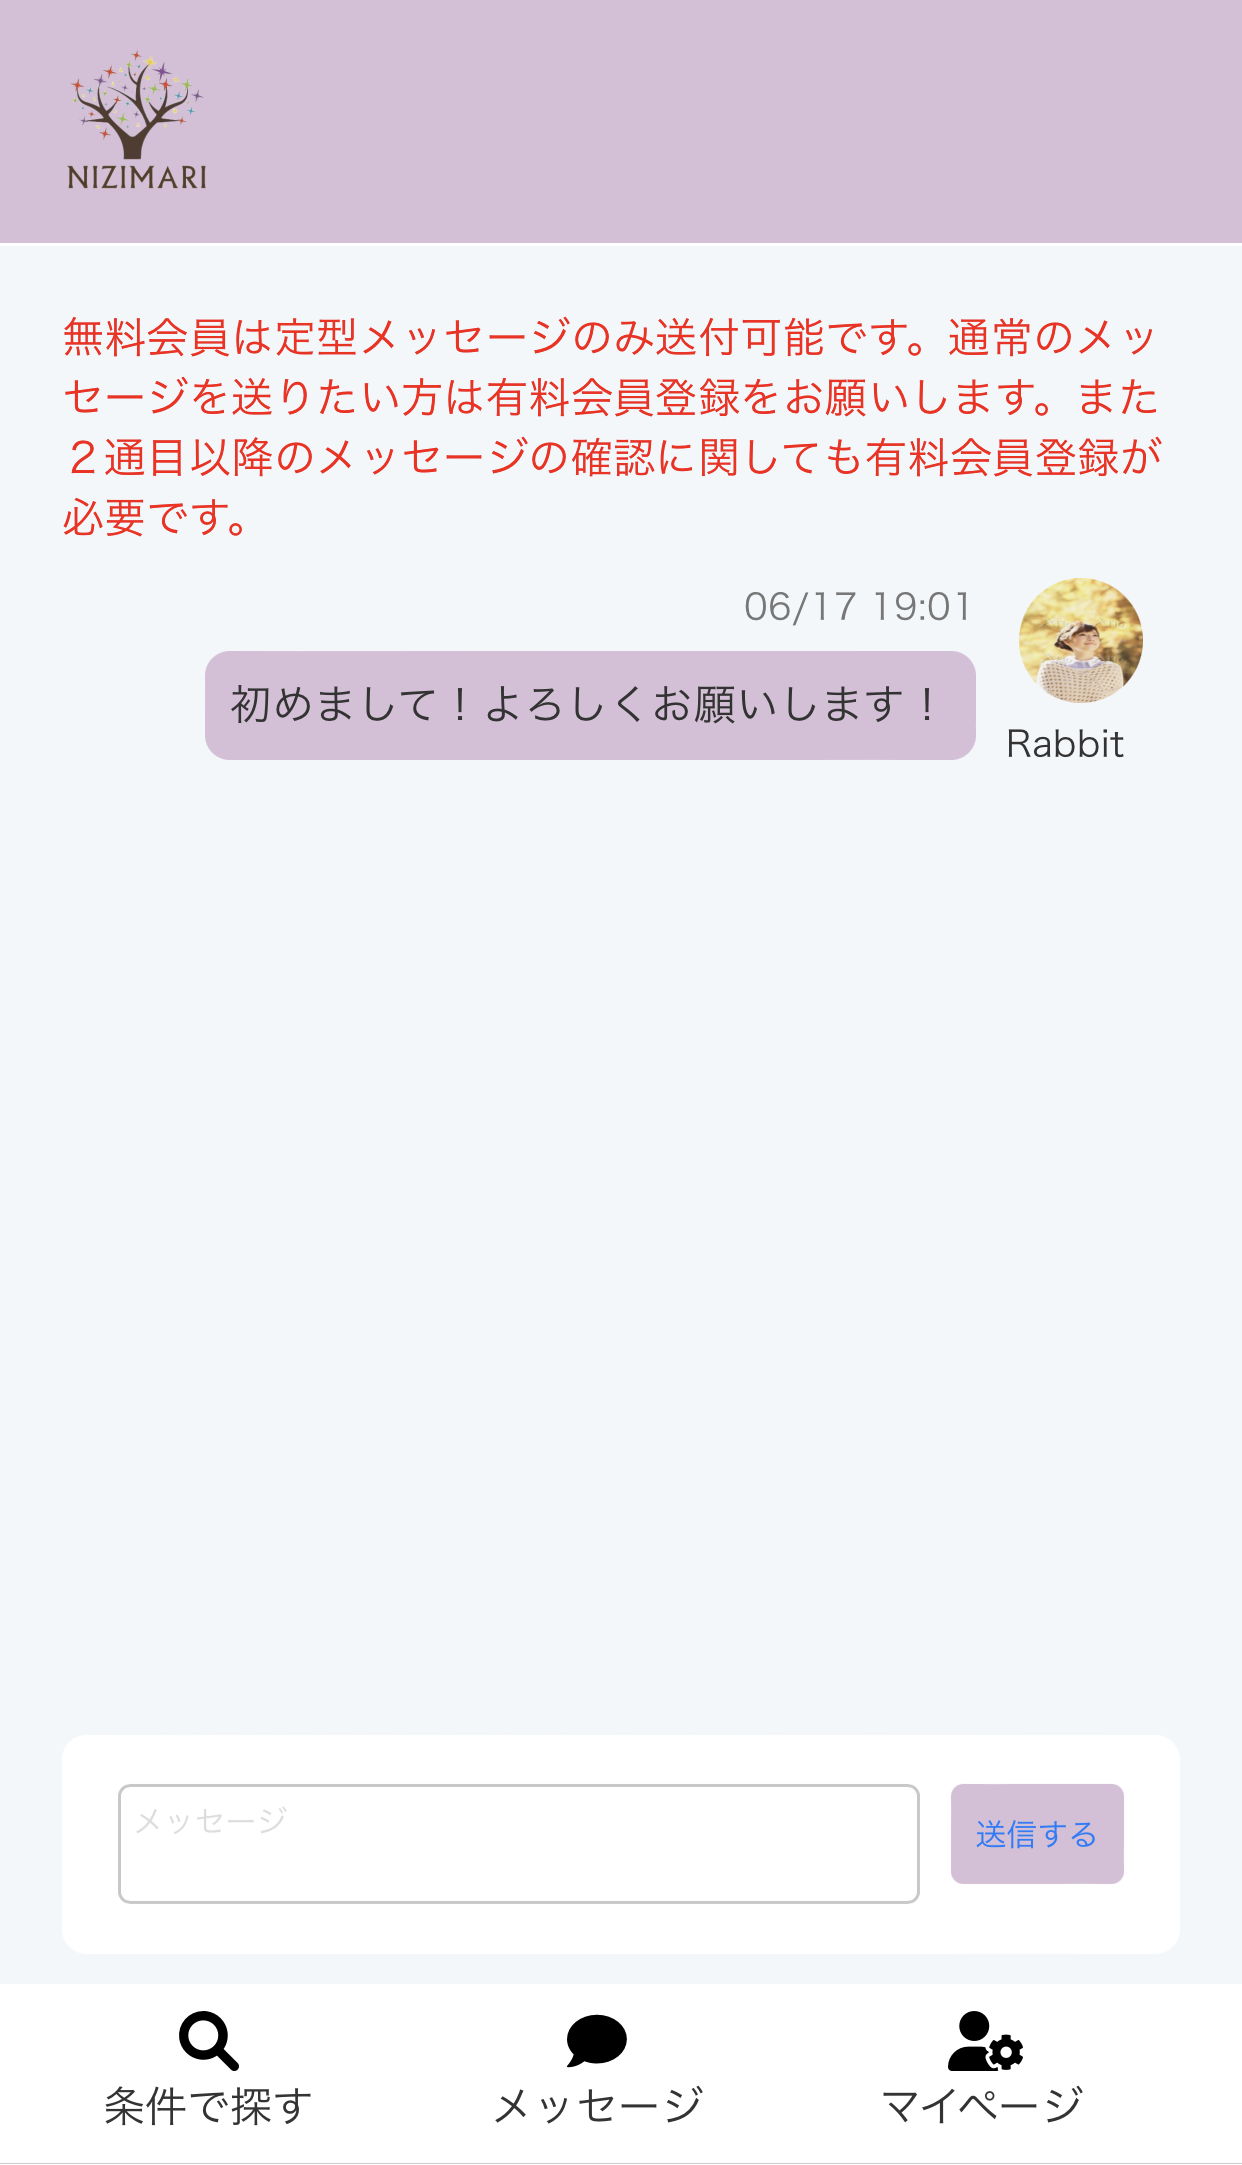 NIZIMARI
無料会員は定型メッセージのみ送付可能です。通常のメッ
セージを送りたい方は有料会員登録をお願いします。また
２通目以降のメッセージの確認に関しても有料会員登録が
必要です。
06/17 19:01
初めまして！よろしくお願いします！
Rabbit
メッセージ
送信する
条件で探す
メッセージ
マイページ